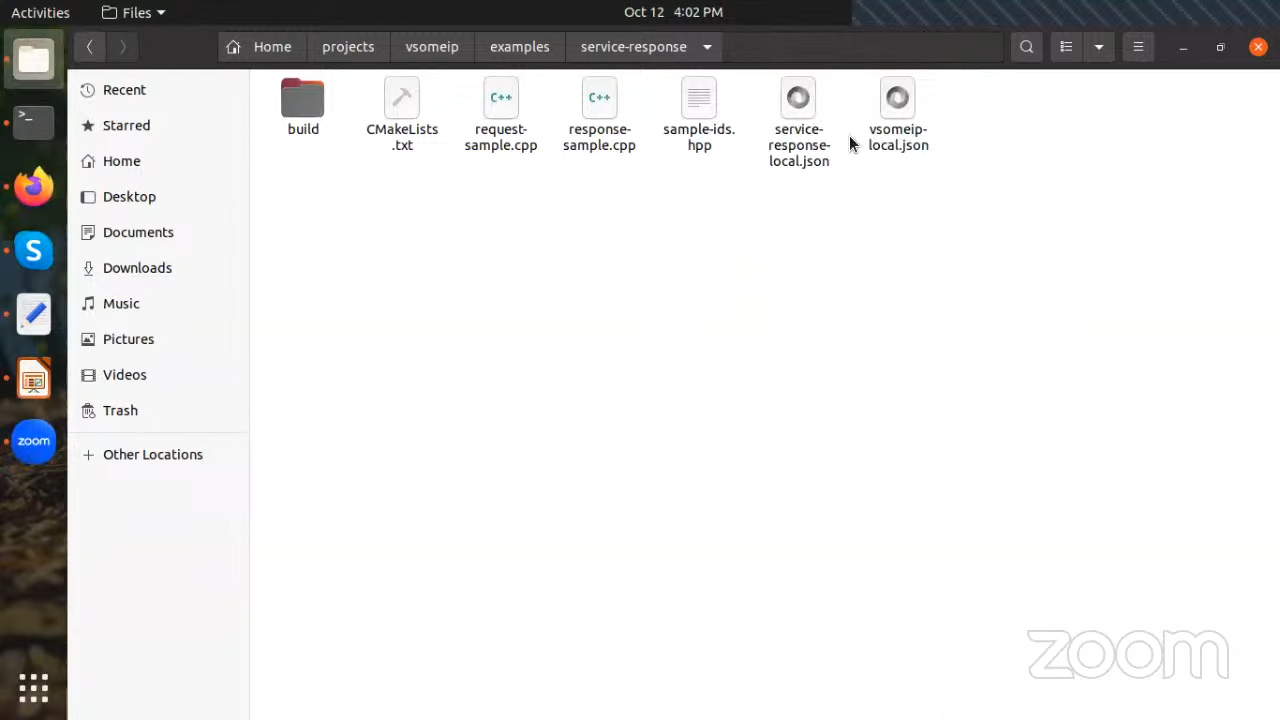 Activities
Files
Oct 12 4:02 PM
Home
projects
vsomeip
examples
service-response
Recent
Starred
Home
Desktop
Documents
Downloads
Music
Pictures
Videos
Trash
+ Other Locations
build
CMakeLists
.txt
request-
sample.cpp
response-
sample.cpp
sample-ids.
hpp
service-
response-
local.json
vsomeip-
local.json
C++
C++
>_
S
zoom
zoom